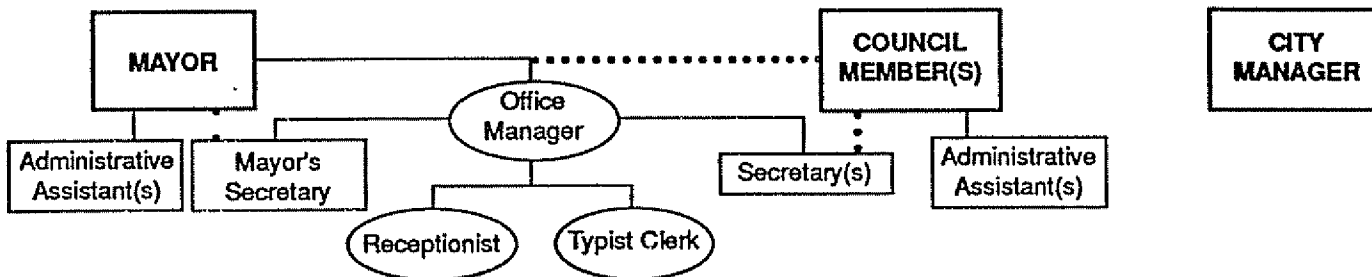 MAYOR
COUNCIL
MEMBER(S)
CITY
MANAGER
Office
Manager
Administrative
Assistant(s)
Mayor's
Secretary
Secretary(s)
Administrative
Assistant(s)
Receptionist
Typist Clerk